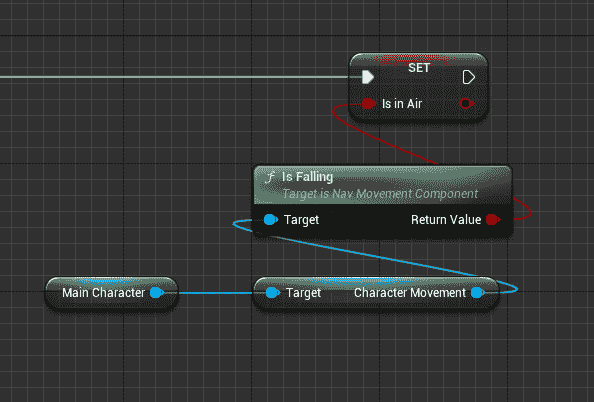 SET
Is in Air
f Is Falling
Target is Nav Movement Component
Target Return Value
Main Character Target Character Movement